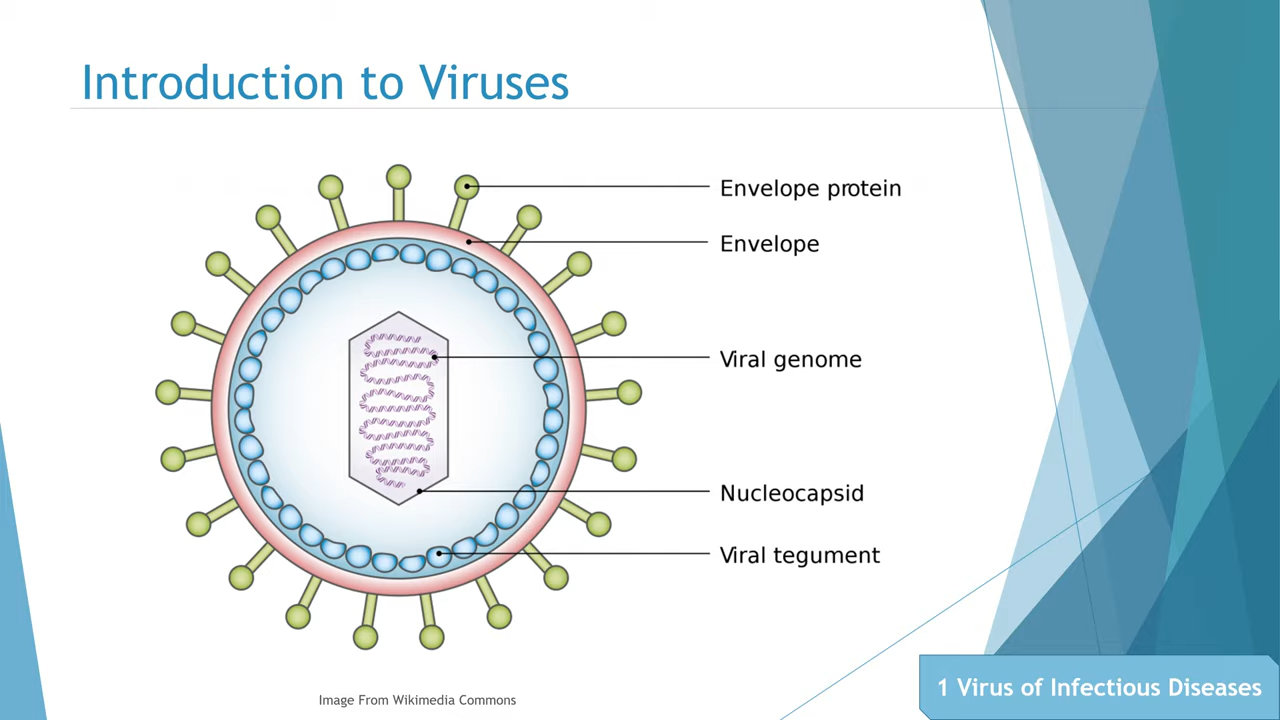 Introduction to Viruses
Envelope protein
Envelope
Viral genome
Nucleocapsid
Viral tegument
Image From Wikimedia Commons
1 Virus of Infectious Diseases